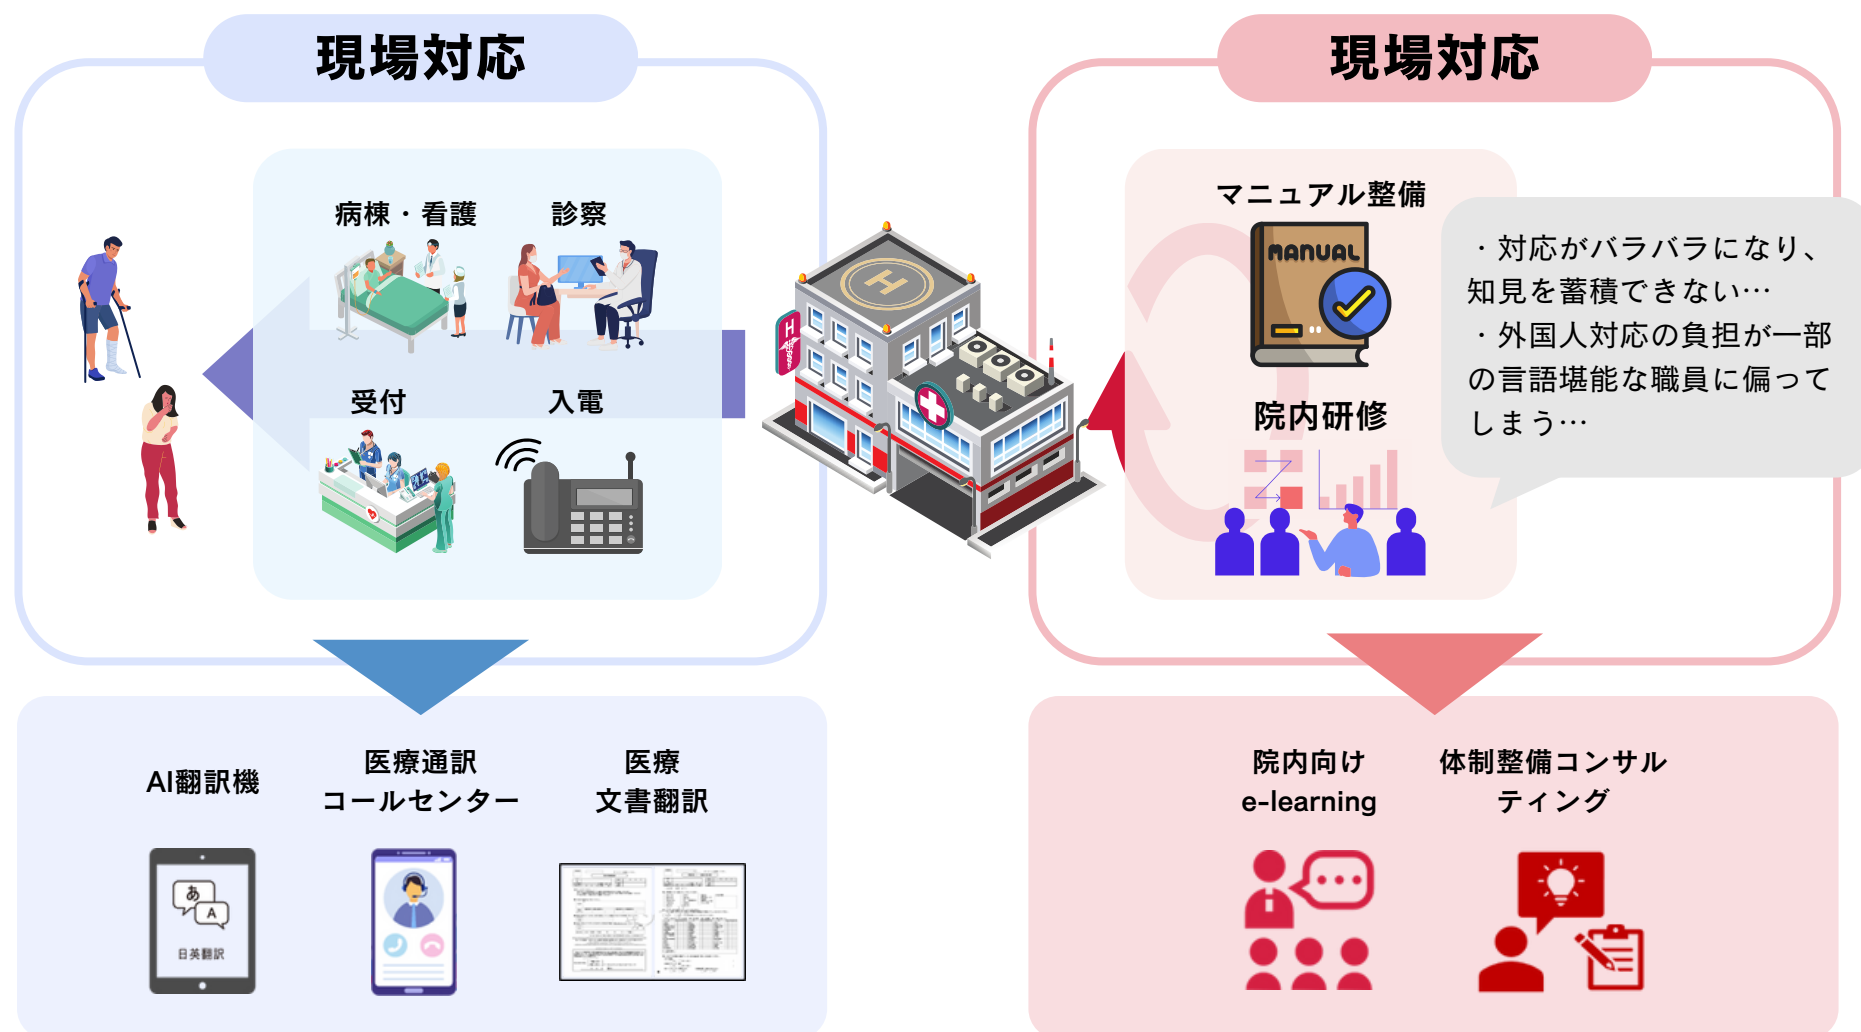 現場対応
病棟・看護
診察
受付
入電
AI翻訳機
医療通訳
コールセンター
医療
文書翻訳
あ
A
日英翻訳
H
H
現場対応
マニュアル整備
MANUAL
院内研修
・対応がバラバラになり、
知見を蓄積できない…
・外国人対応の負担が一部
の言語堪能な職員に偏って
しまう…
院内向け
e-learning
体制整備コンサル
ティング